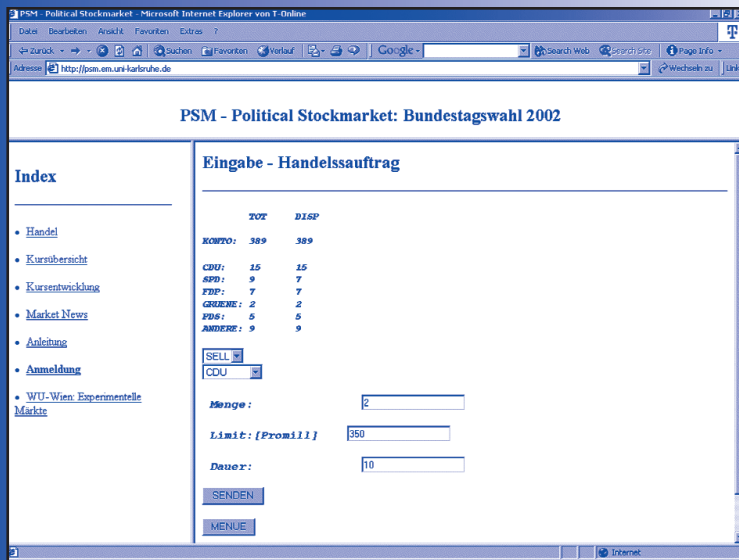 PSM - Political Stockmarket - Microsoft Internet Explorer von T-Online
Datei Bearbeiten Ansicht Favoriten Extras ?
Zurück Suchen Favoriten Verlauf Google Search Web Search Site Page Info
Adresse http://psm.em.uni-karlsruhe.de Wechseln zu Link
PSM - Political Stockmarket: Bundestagswahl 2002
Index
Handel
Kursübersicht
Kursentwicklung
Market News
Anleitung
Anmeldung
WU-Wien: Experimentelle
Märkte
Eingabe - Handelssauftrag
TOT DISP
KONTO: 389 389
CDU: 15 15
SPD: 9 7
FDP: 7 7
GRUENE: 2 2
PDS: 5 5
ANDERE: 9 9
SELL
CDU
Menge: 2
Limit:[Promill] 350
Dauer: 10
SENDEN
MENUE
Internet